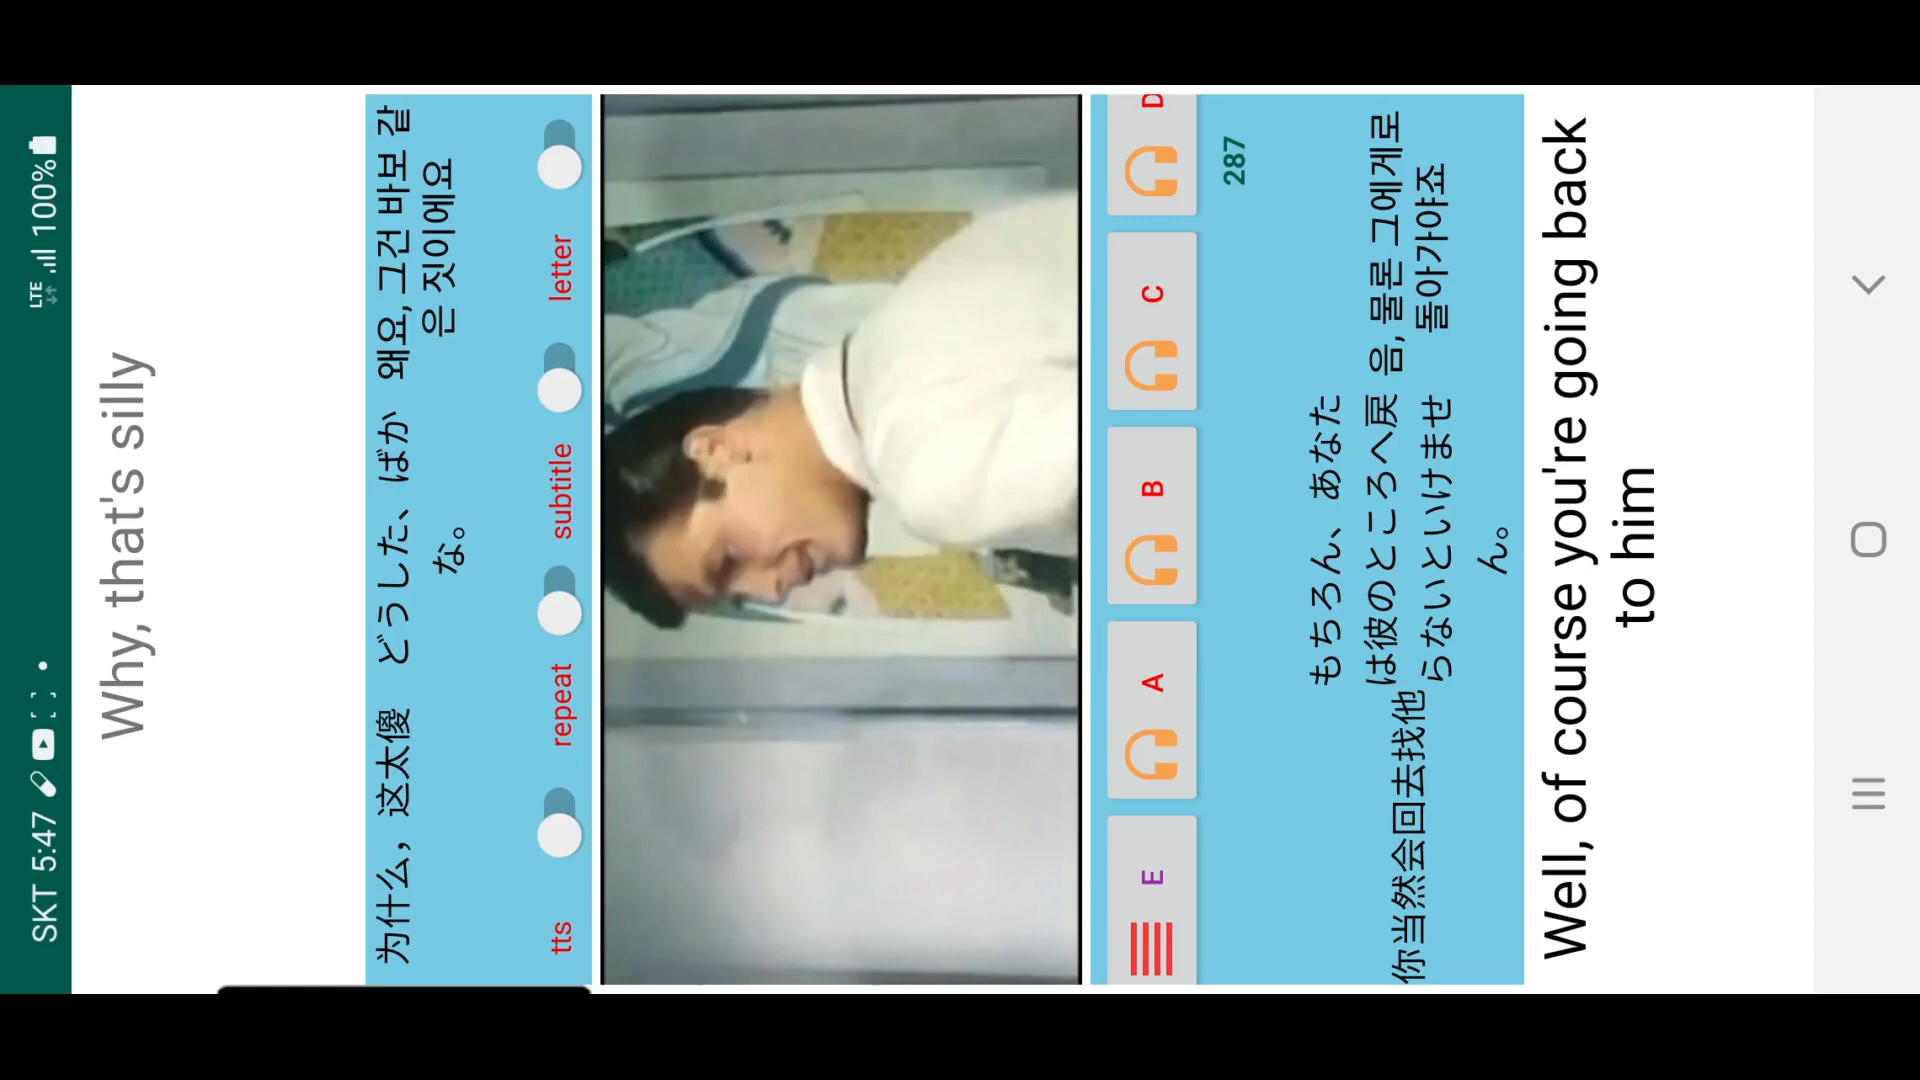 SKT 5:47
LTE
100%
Why, that's silly
为什么，这太傻
どうした、ばか
な。
왜요, 그건 바보 같
은 짓이에요
tts
repeat
subtitle
letter
E
A
B
C
D
287
你当然会回去找他
もちろん、あなた
は彼のところへ戻
らないといけませ
ん。
음, 물론 그에게로
돌아가야죠
Well, of course you're going back
to him